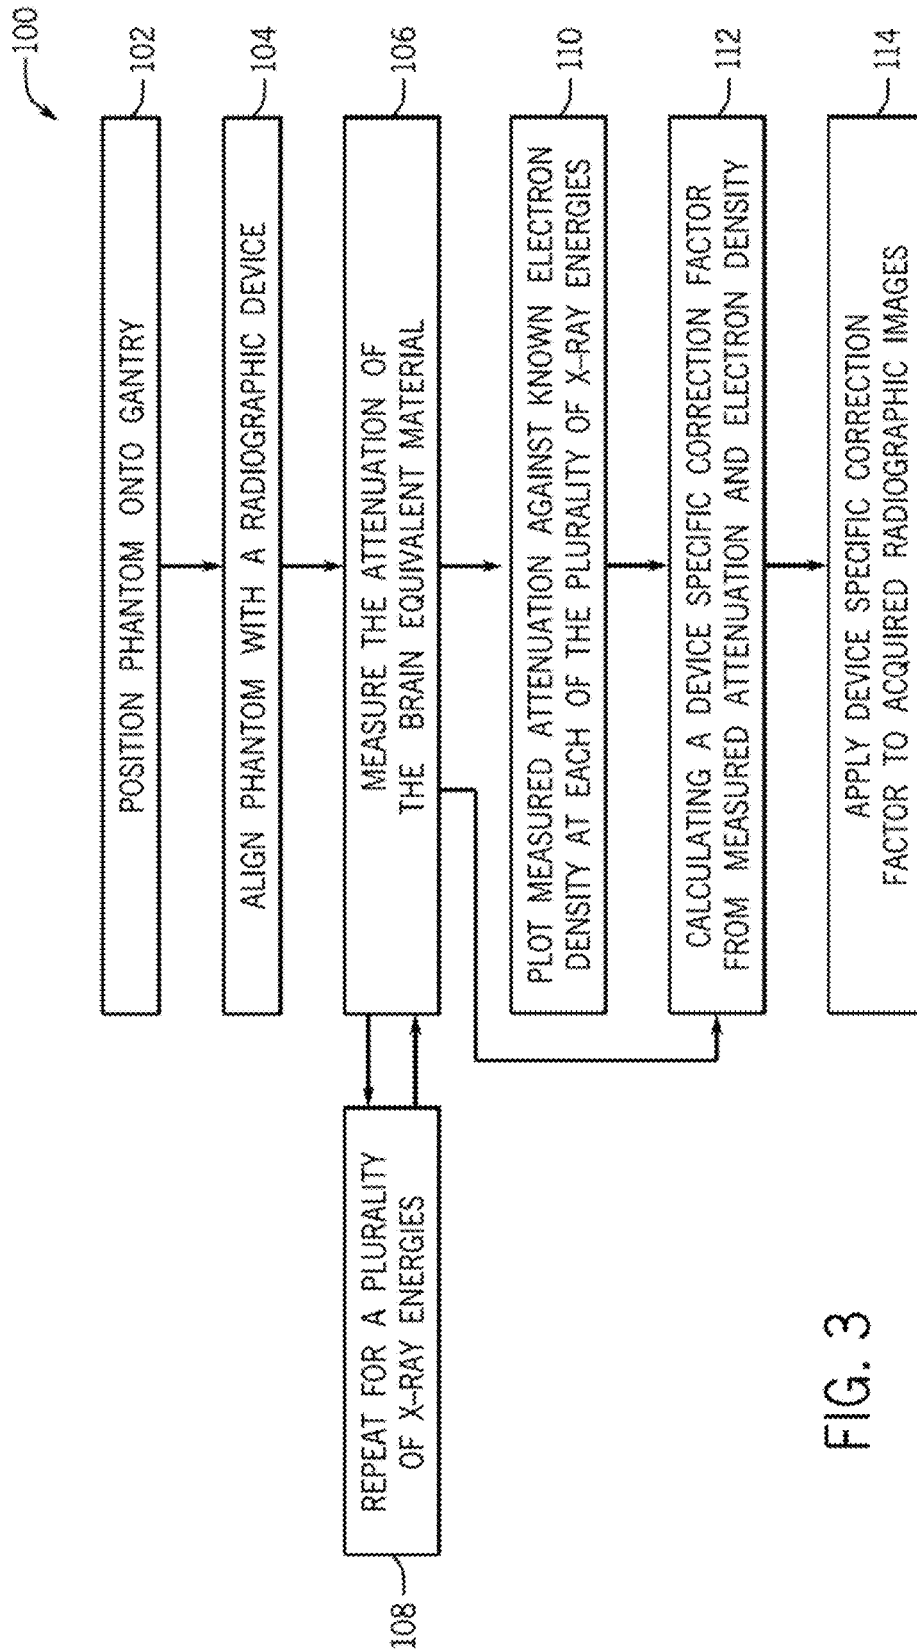 100
POSITION PHANTOM ONTO GANTRY
102
ALIGN PHANTOM WITH A RADIOGRAPHIC DEVICE
104
MEASURE THE ATTENUATION OF
THE BRAIN EQUIVALENT MATERIAL
106
REPEAT FOR A PLURALITY
OF X-RAY ENERGIES
108
PLOT MEASURED ATTENUATION AGAINST KNOWN ELECTRON
DENSITY AT EACH OF THE PLURALITY OF X-RAY ENERGIES
110
CALCULATING A DEVICE SPECIFIC CORRECTION FACTOR
FROM MEASURED ATTENUATION AND ELECTRON DENSITY
112
APPLY DEVICE SPECIFIC CORRECTION
FACTOR TO ACQUIRED RADIOGRAPHIC IMAGES
114
FIG. 3